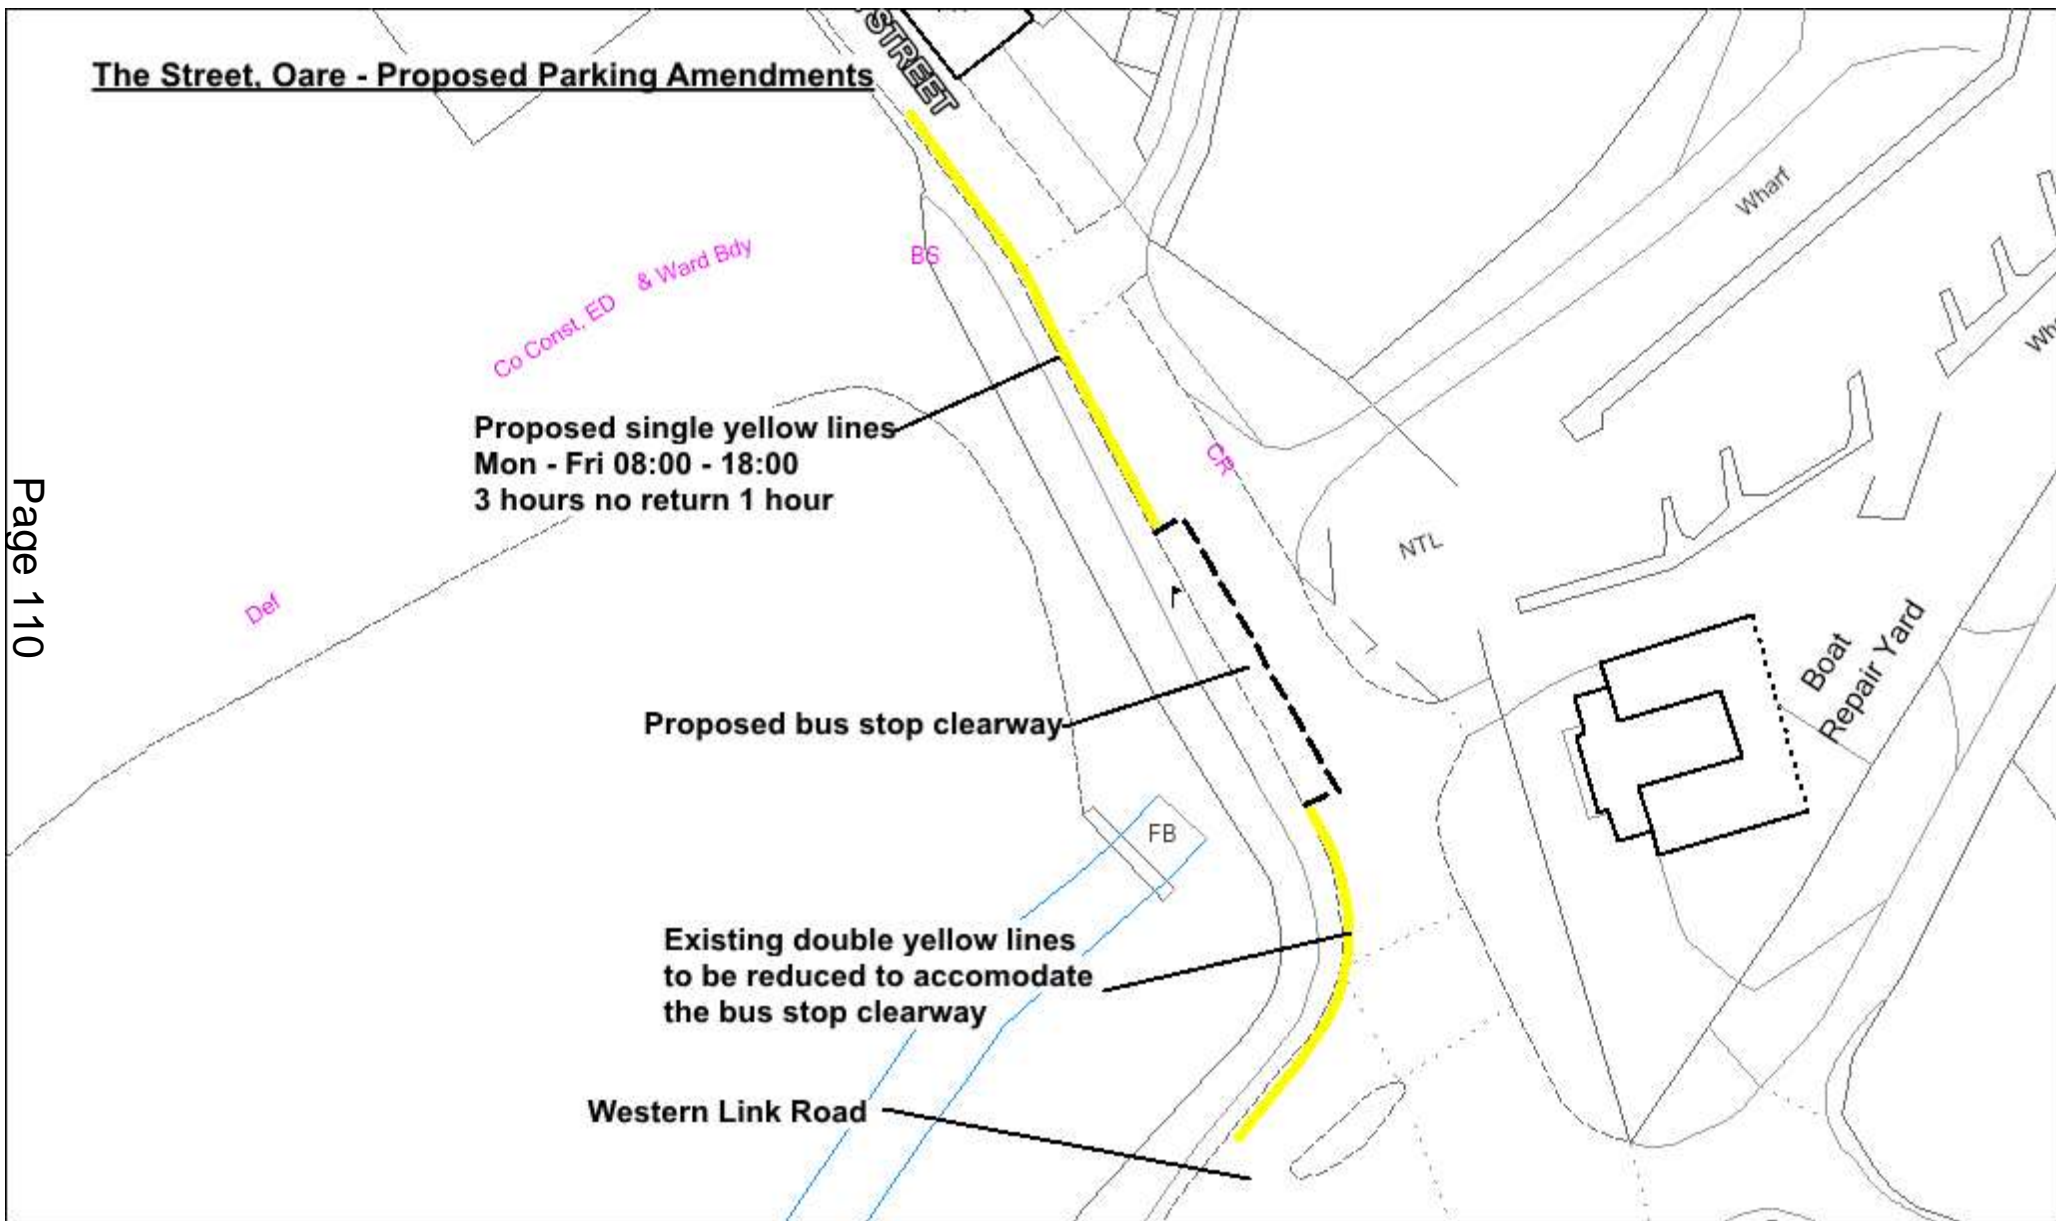 STREET
The Street, Oare - Proposed Parking Amendments
Wharf
BS
Co Const, ED & Ward Bdy
Proposed single yellow lines
Mon - Fri 08:00 - 18:00
3 hours no return 1 hour
CR
NTL
Page 110
Def
Boat
Repair Yard
Proposed bus stop clearway
FB
Existing double yellow lines
to be reduced to accomodate
the bus stop clearway
Western Link Road